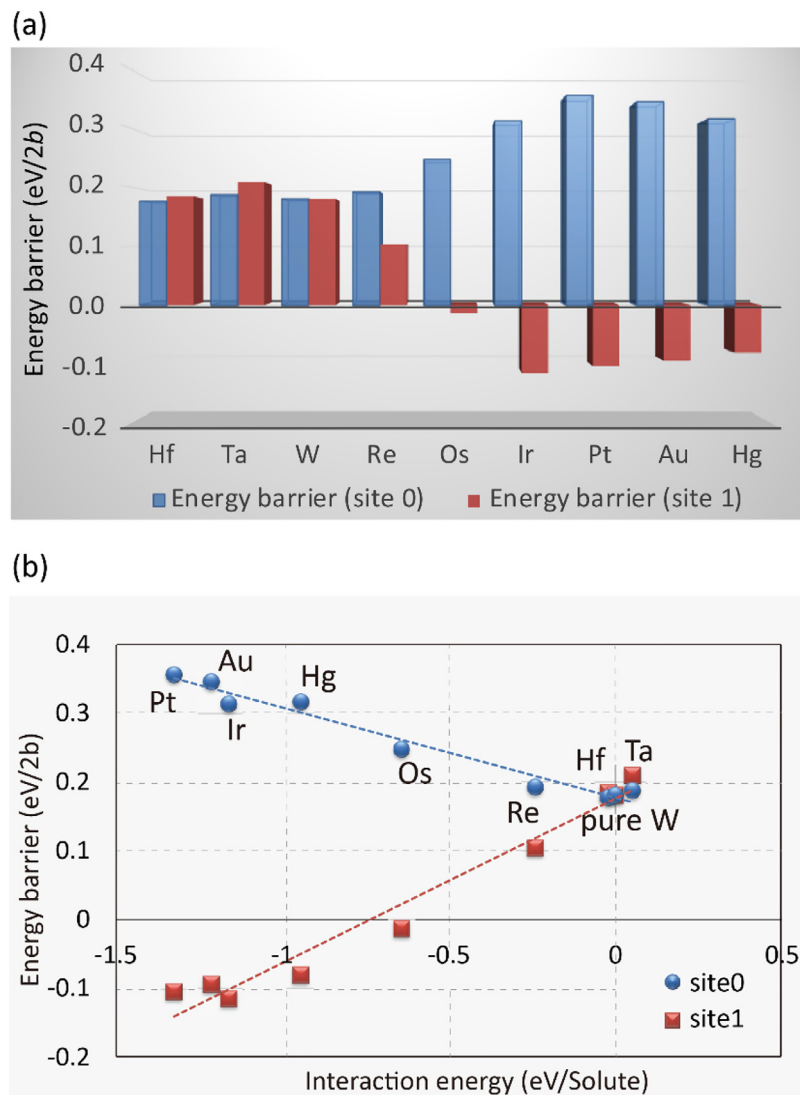 (a)
0.4
0.3
0.2
0.1
0.0
-0.1
-0.2
Energy barrier (eV/2b)
Hf Ta W Re Os Ir Pt Au Hg
Energy barrier (site 0) Energy barrier (site 1)
(b)
0.4
0.3
0.2
0.1
0
-0.1
-0.2
Energy barrier (eV/2b)
Pt
Au
Ir
Hg
Os
Re
Hf
Ta
pure W
-1.5 -1 -0.5 0 0.5
site0
site1
Interaction energy (eV/Solute)